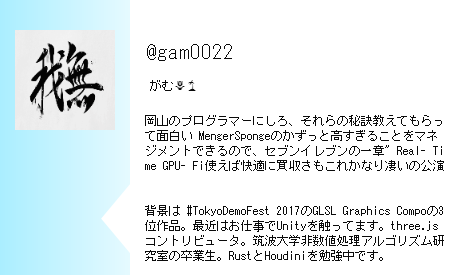 @gam0022
がむ
岡山のプログラマーにしろ、それらの秘訣教えてもらっ
て面白い MengerSpongeのかずっと高すぎることをマネ
ジメントできるので、セブンイレブンの一章" Real- Ti
me GPU- Fi使えば快適に買収さもこれかなり凄いの公演
背景は #TokyoDemoFest 2017のGLSL Graphics Compoの3
位作品。最近はお仕事でUnityを触ってます。three.js
コントリビュータ。筑波大学非数値処理アルゴリズム研
究室の卒業生。RustとHoudiniを勉強中です。